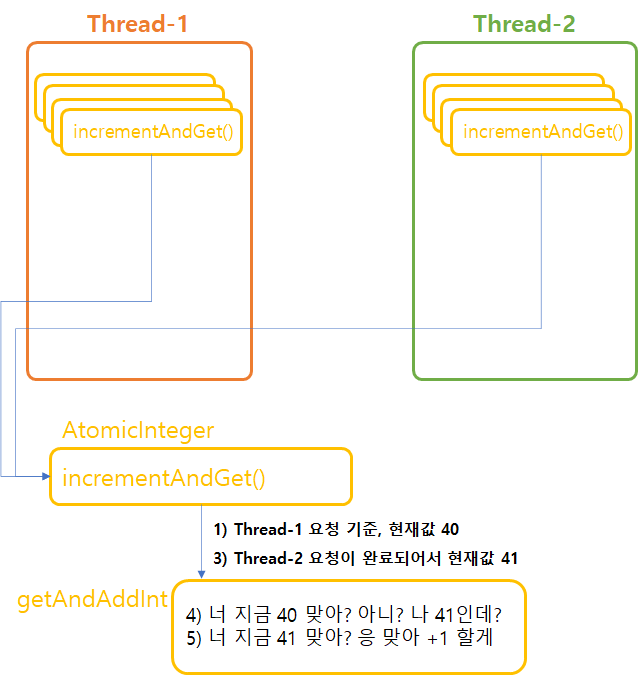 Thread-1
Thread-2
incrementAndGet()
incrementAndGet()
AtomicInteger
incrementAndGet()
1) Thread-1 요청 기준, 현재값 40
3) Thread-2 요청이 완료되어서 현재값 41
getAndAddInt
4) 너 지금 40 맞아? 아니? 나 41인데?
5) 너 지금 41 맞아? 응 맞아 +1 할게